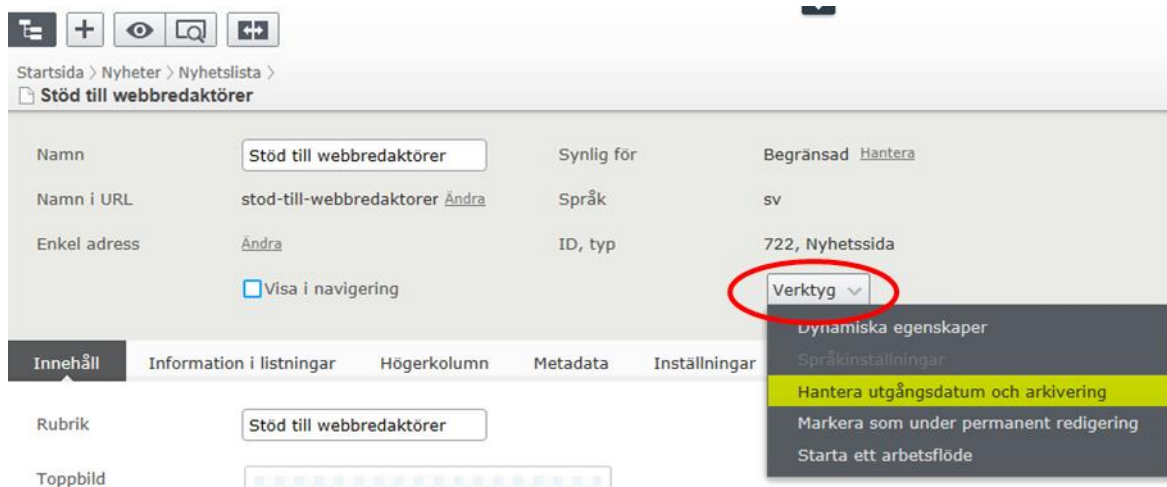 Startsida > Nyheter > Nyhetslista >
Stöd till webbredaktörer
Namn Stöd till webbredaktörer Synlig för Begränsad Hantera
Namn i URL stod-till-webbredaktorer Ändra Språk sv
Enkel adress Ändra ID, typ 722, Nyhetssida
Visa i navigering Verktyg
Dynamiska egenskaper
Innehåll Information i listningar Högerkolumn Metadata Inställningar Språkinställningar
Hantera utgångsdatum och arkivering
Rubrik Stöd till webbredaktörer Markera som under permanent redigering
Starta ett arbetsflöde
Toppbild